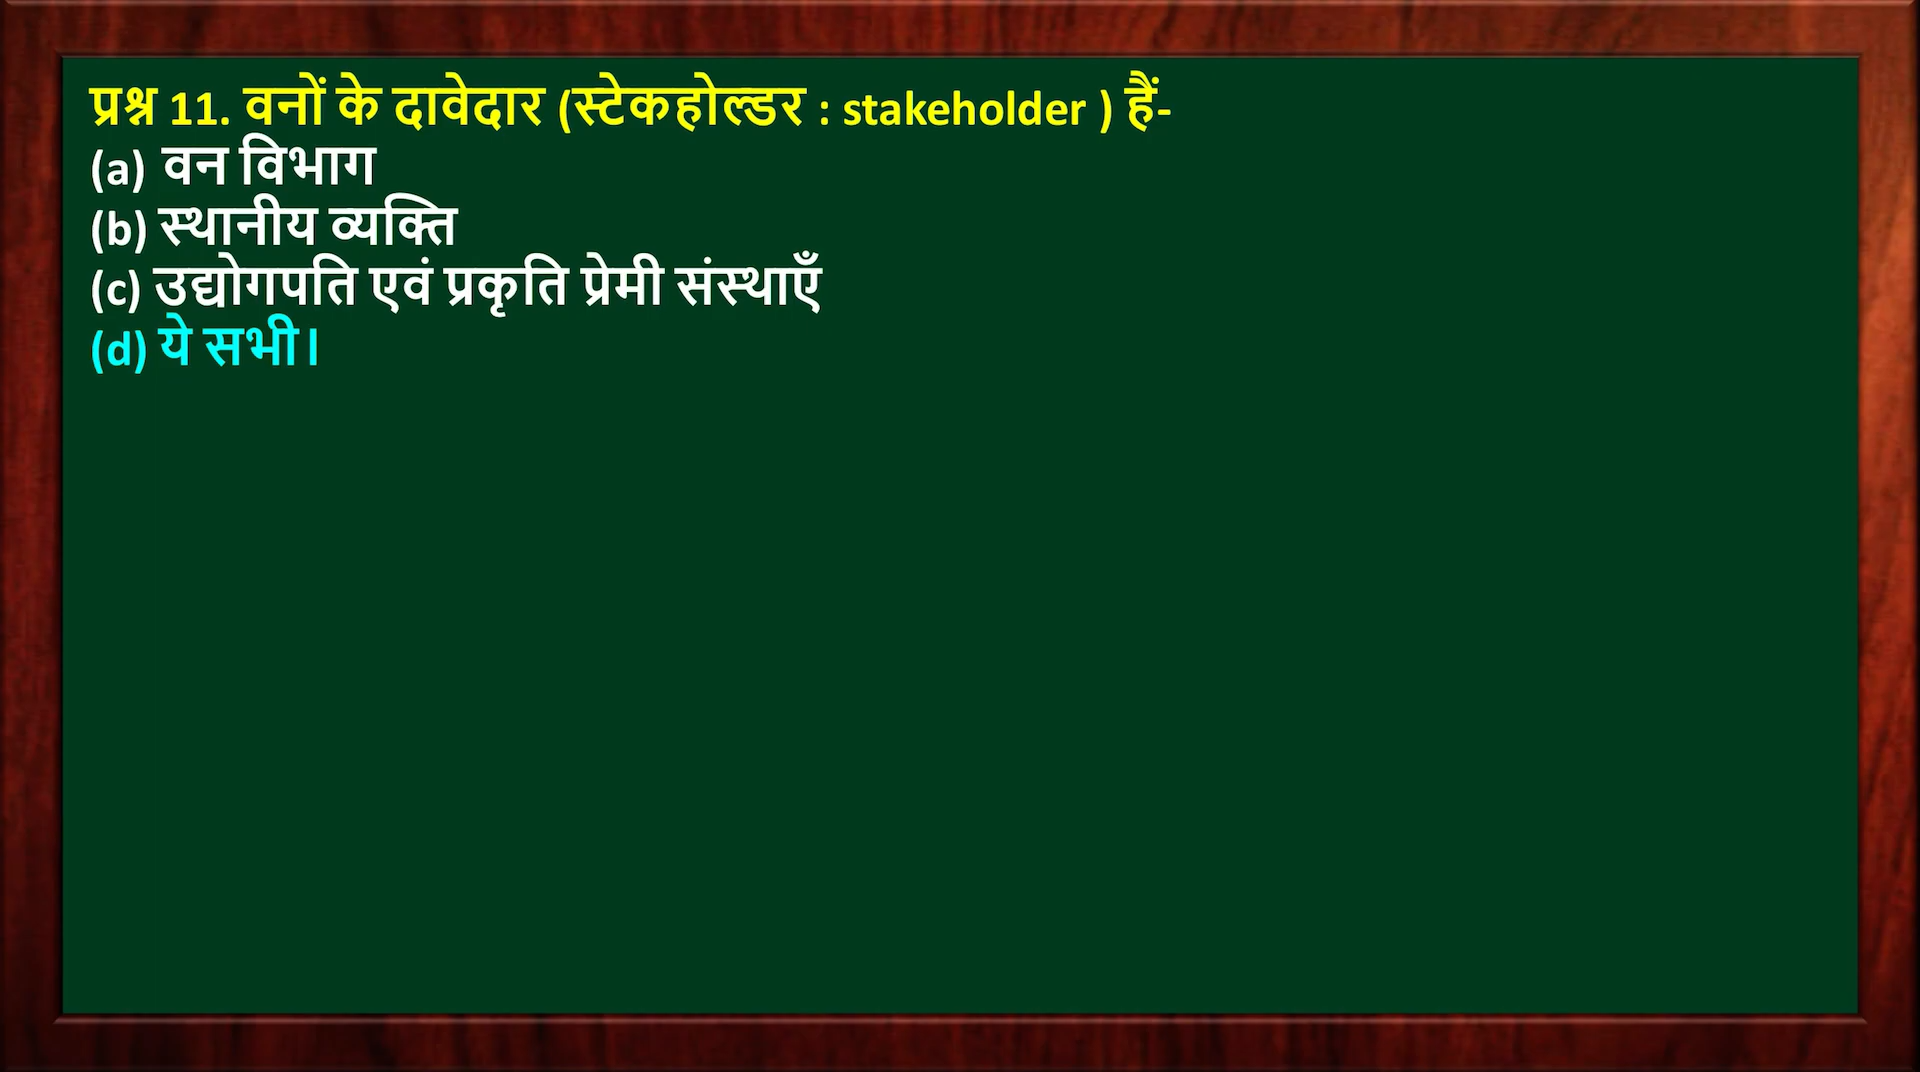 प्रश्न 11. वनों के दावेदार (स्टेकहोल्डर : stakeholder ) हैं-
(a) वन विभाग
(b) स्थानीय व्यक्ति
(c) उद्योगपति एवं प्रकृति प्रेमी संस्थाएँ
(d) ये सभी।